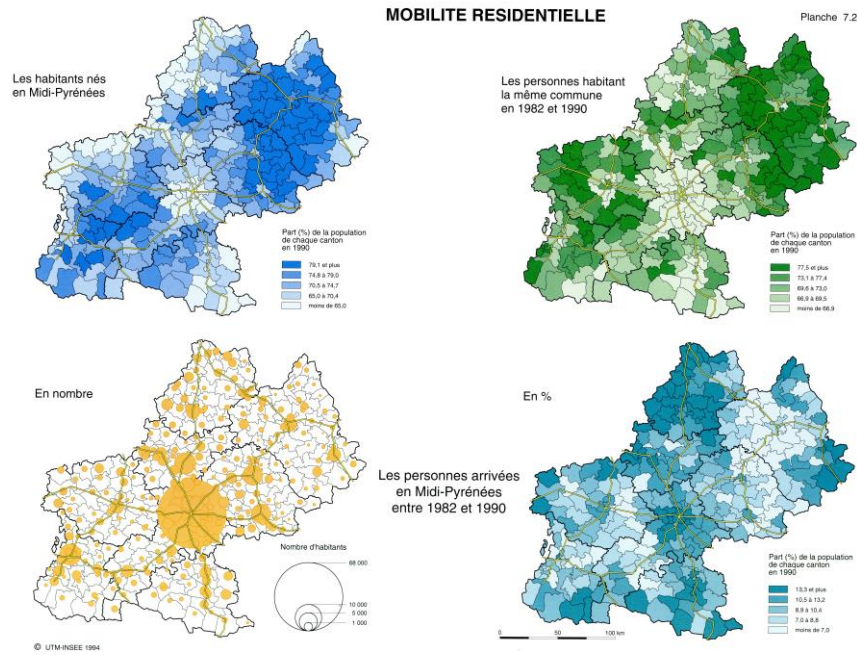 MOBILITE RESIDENTIELLE
Planche 7.2
Les habitants nés
en Midi-Pyrénées
Part (%) de la population
de chaque canton
en 1990
79,1 et plus
74,8 à 79,0
70,5 à 74,7
65,0 à 70,4
moins de 65,0
Les personnes habitant
la même commune
en 1982 et 1990
Part (%) de la population
de chaque canton
en 1990
77,5 et plus
73,1 à 77,4
69,6 à 73,0
66,9 à 69,5
moins de 66,9
En nombre
Nombre d'habitants
68 000
10 000
5 000
1 000
Les personnes arrivées
en Midi-Pyrénées
entre 1982 et 1990
En %
Part (%) de la population
de chaque canton
en 1990
13,3 et plus
10,5 à 13,2
8,9 à 10,4
7,0 à 8,8
moins de 7,0
0 50 100 km
© UTM-INSEE 1994